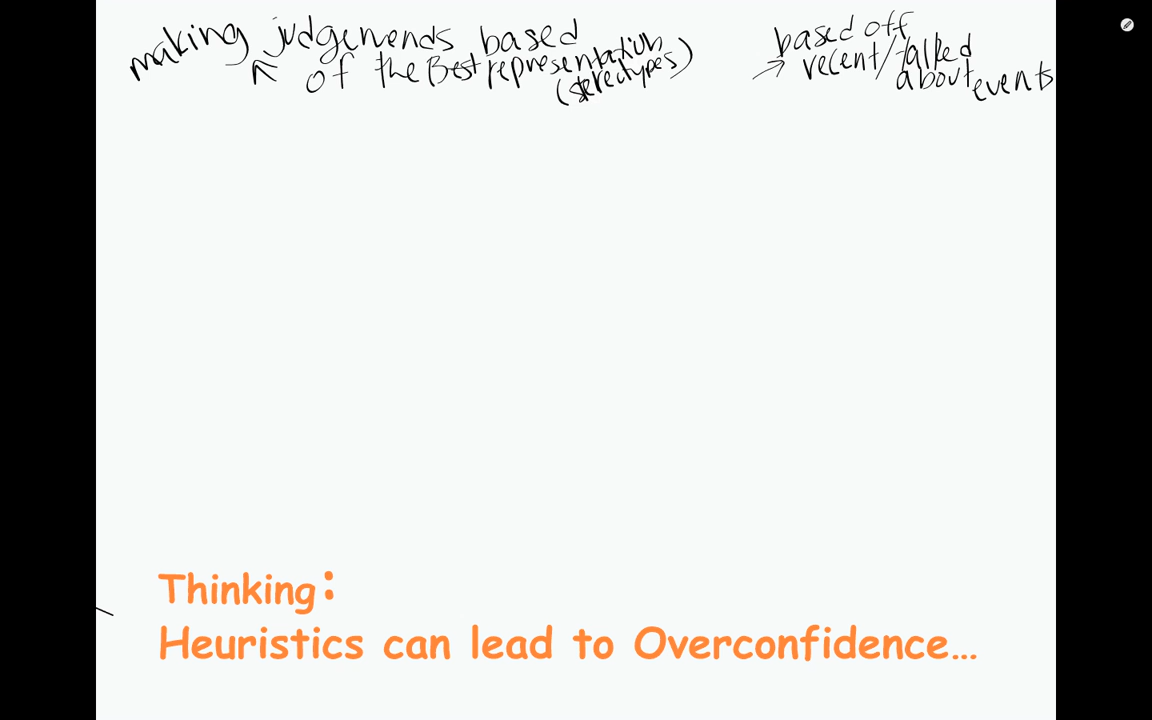 making judgemends based
of the Best representation
(stereotypes)
based off
recent/talked
about events
Thinking:
Heuristics can lead to Overconfidence...